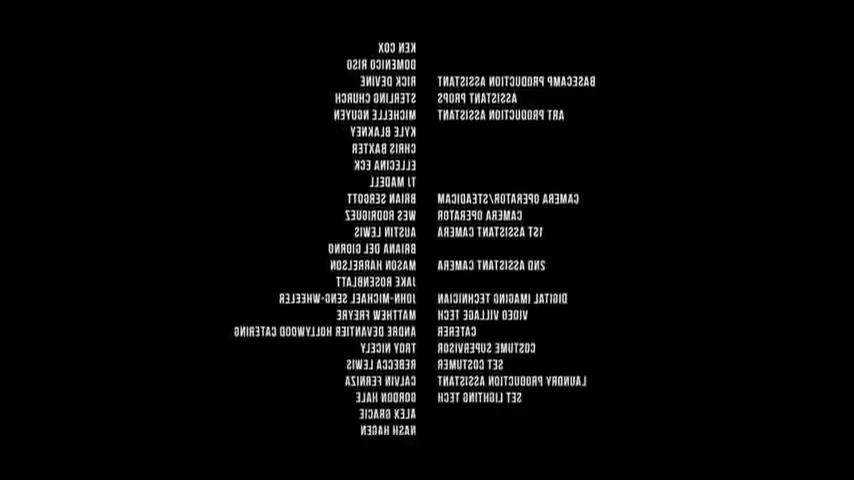 KEN COX
DOMENICO RISO
BASECAMP PRODUCTION ASSISTANT RICK DEVINE
ASSISTANT PROPS STERLING CHURCH
ART PRODUCTION ASSISTANT MICHELLE NGUYEN
KYLE BLAKNEY
CHRIS BAXTER
ELLECINA ECK
TJ MADELL
CAMERA OPERATOR/STEADICAM BRIAN SERGOTT
CAMERA OPERATOR WES RODRIGUEZ
1ST ASSISTANT CAMERA AUSTIN LEWIS
BRIANA DEL GIORNO
2ND ASSISTANT CAMERA MASON HARRELSON
JAKE ROSENBLATT
DIGITAL IMAGING TECHNICIAN JOHN-MICHAEL SENG-WHEELER
VIDEO VILLAGE TECH MATTHEW FREYRE
CATERER ANDRE DEVANTIER HOLLYWOOD CATERING
COSTUME SUPERVISOR TROY NICELY
SET COSTUMER REBECCA LEWIS
LAUNDRY PRODUCTION ASSISTANT CALVIN FERNIZA
SET LIGHTING TECH GORDON HALE
ALEX GRACIE
NASH HAGEN